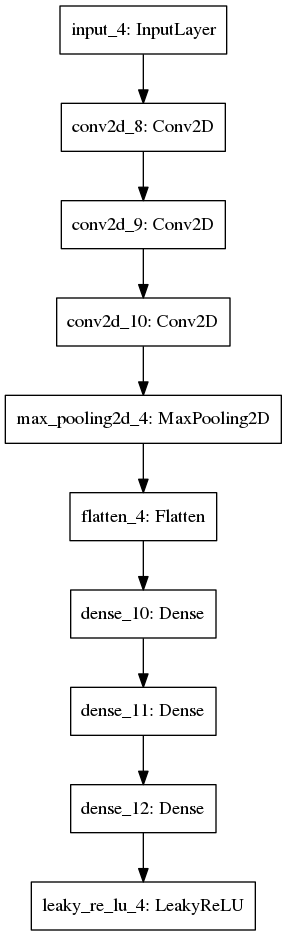 input_4: InputLayer
conv2d_8: Conv2D
conv2d_9: Conv2D
conv2d_10: Conv2D
max_pooling2d_4: MaxPooling2D
flatten_4: Flatten
dense_10: Dense
dense_11: Dense
dense_12: Dense
leaky_re_lu_4: LeakyReLU